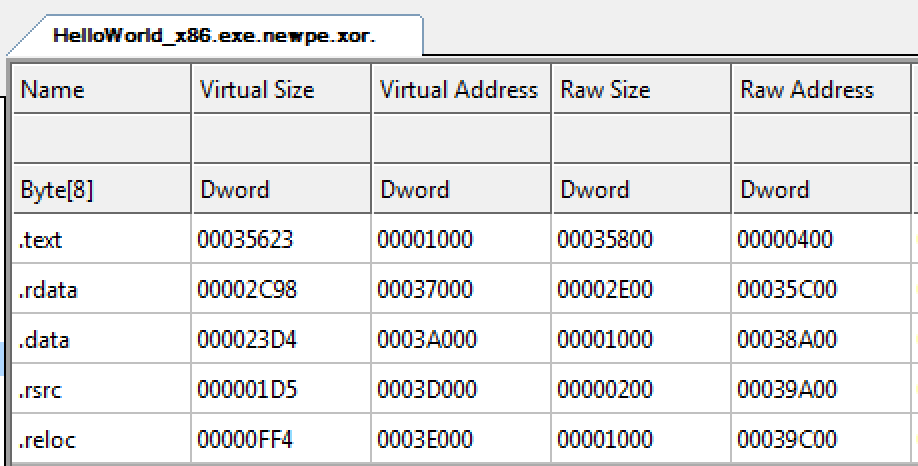 HelloWorld_x86.exe.newpe.xor.
Name Virtual Size Virtual Address Raw Size Raw Address
Byte[8] Dword Dword Dword Dword
.text 00035623 00001000 00035800 00000400
.rdata 00002C98 00037000 00002E00 00035C00
.data 000023D4 0003A000 00001000 00038A00
.rsrc 000001D5 0003D000 00000200 00039A00
.reloc 00000FF4 0003E000 00001000 00039C00